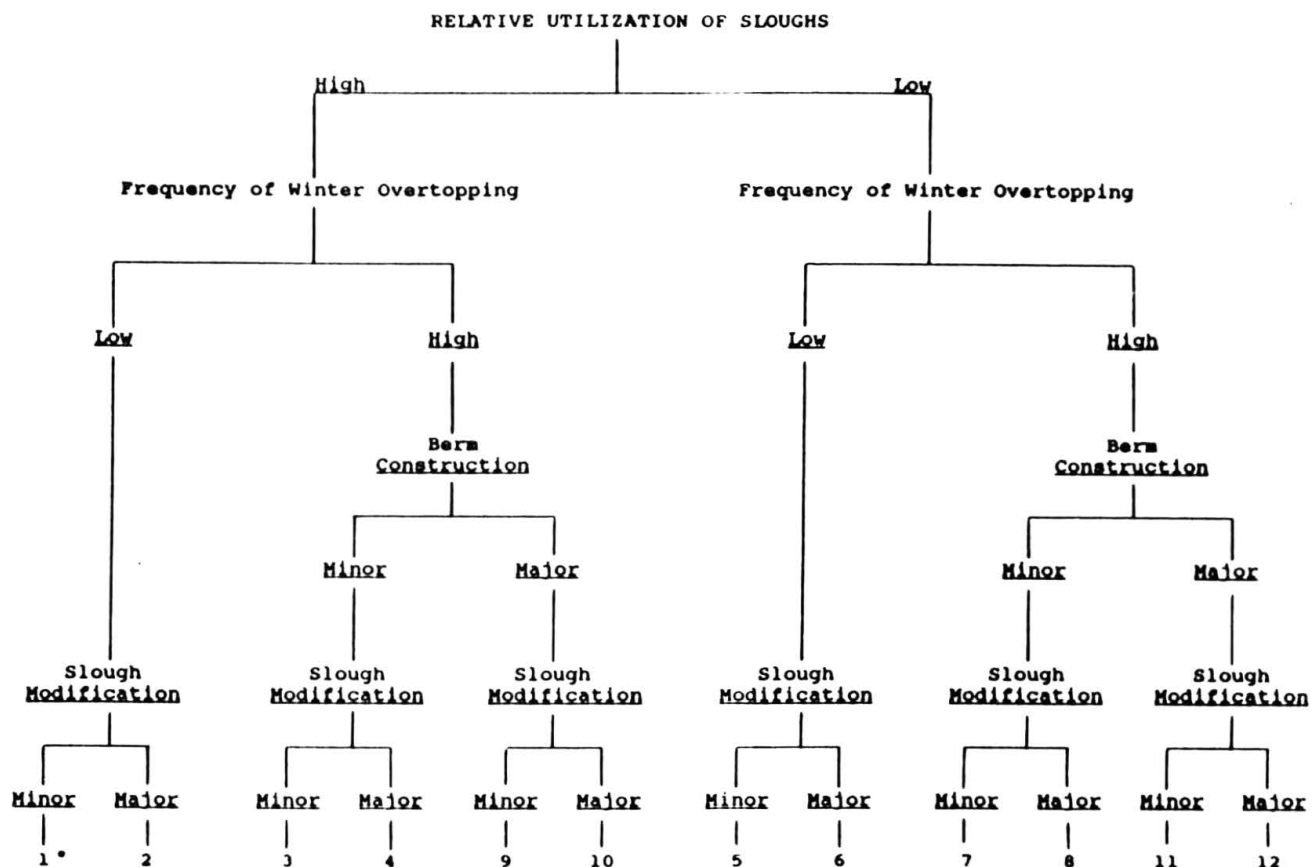 RELATIVE UTILIZATION OF SLOUGHS
High Low
Frequency of Winter Overtopping Frequency of Winter Overtopping
Low High Low High
Berm Berm
Construction Construction
Minor Major Minor Major
Slough Slough Slough Slough Slough Slough
Modification Modification Modification Modification Modification Modification
Minor Major Minor Major Minor Major Minor Major Minor Major Minor Major
1* 2 3 4 9 10 5 6 7 8 11 12